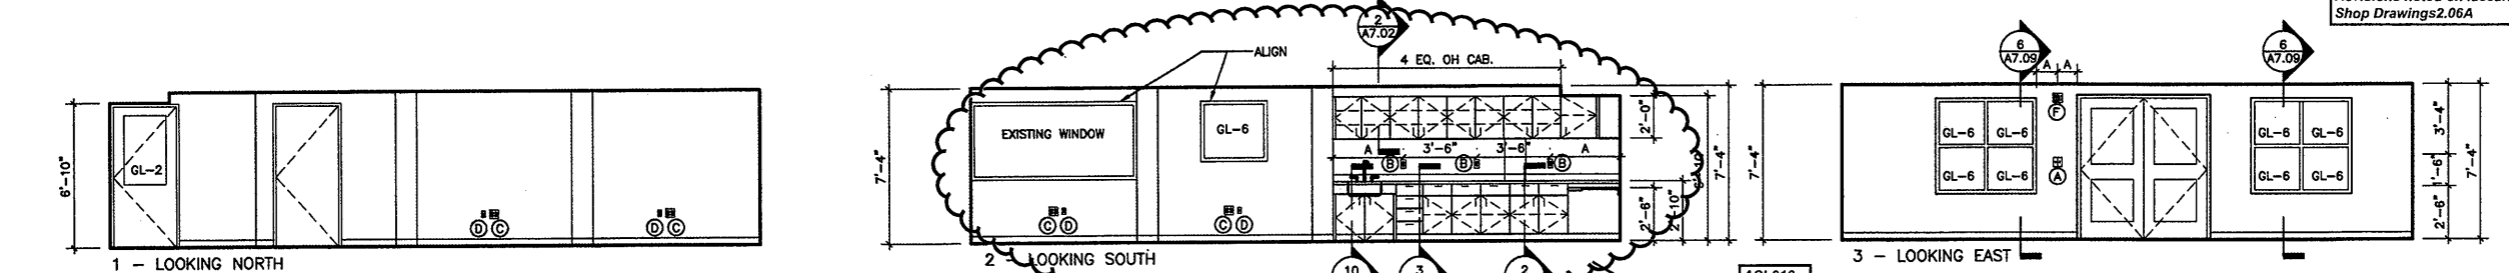 Shop Drawings2.06A
6'-10"
GL-2
D C
D C
1 - LOOKING NORTH
2
A7.02
ALIGN
4 EQ. OH CAB.
7'-4"
EXISTING WINDOW
GL-6
2'-0"
A 3'-6" 3'-6" A
B B B
7'-4"
C D
C D
2'-6"
2'-10"
2 - LOOKING SOUTH
10
3
2
6
A7.09
6
A7.09
A A
F
7'-4"
GL-6 GL-6
GL-6 GL-6
A
GL-6 GL-6
GL-6 GL-6
3'-4"
1'-6"
2'-6"
7'-4"
3 - LOOKING EAST